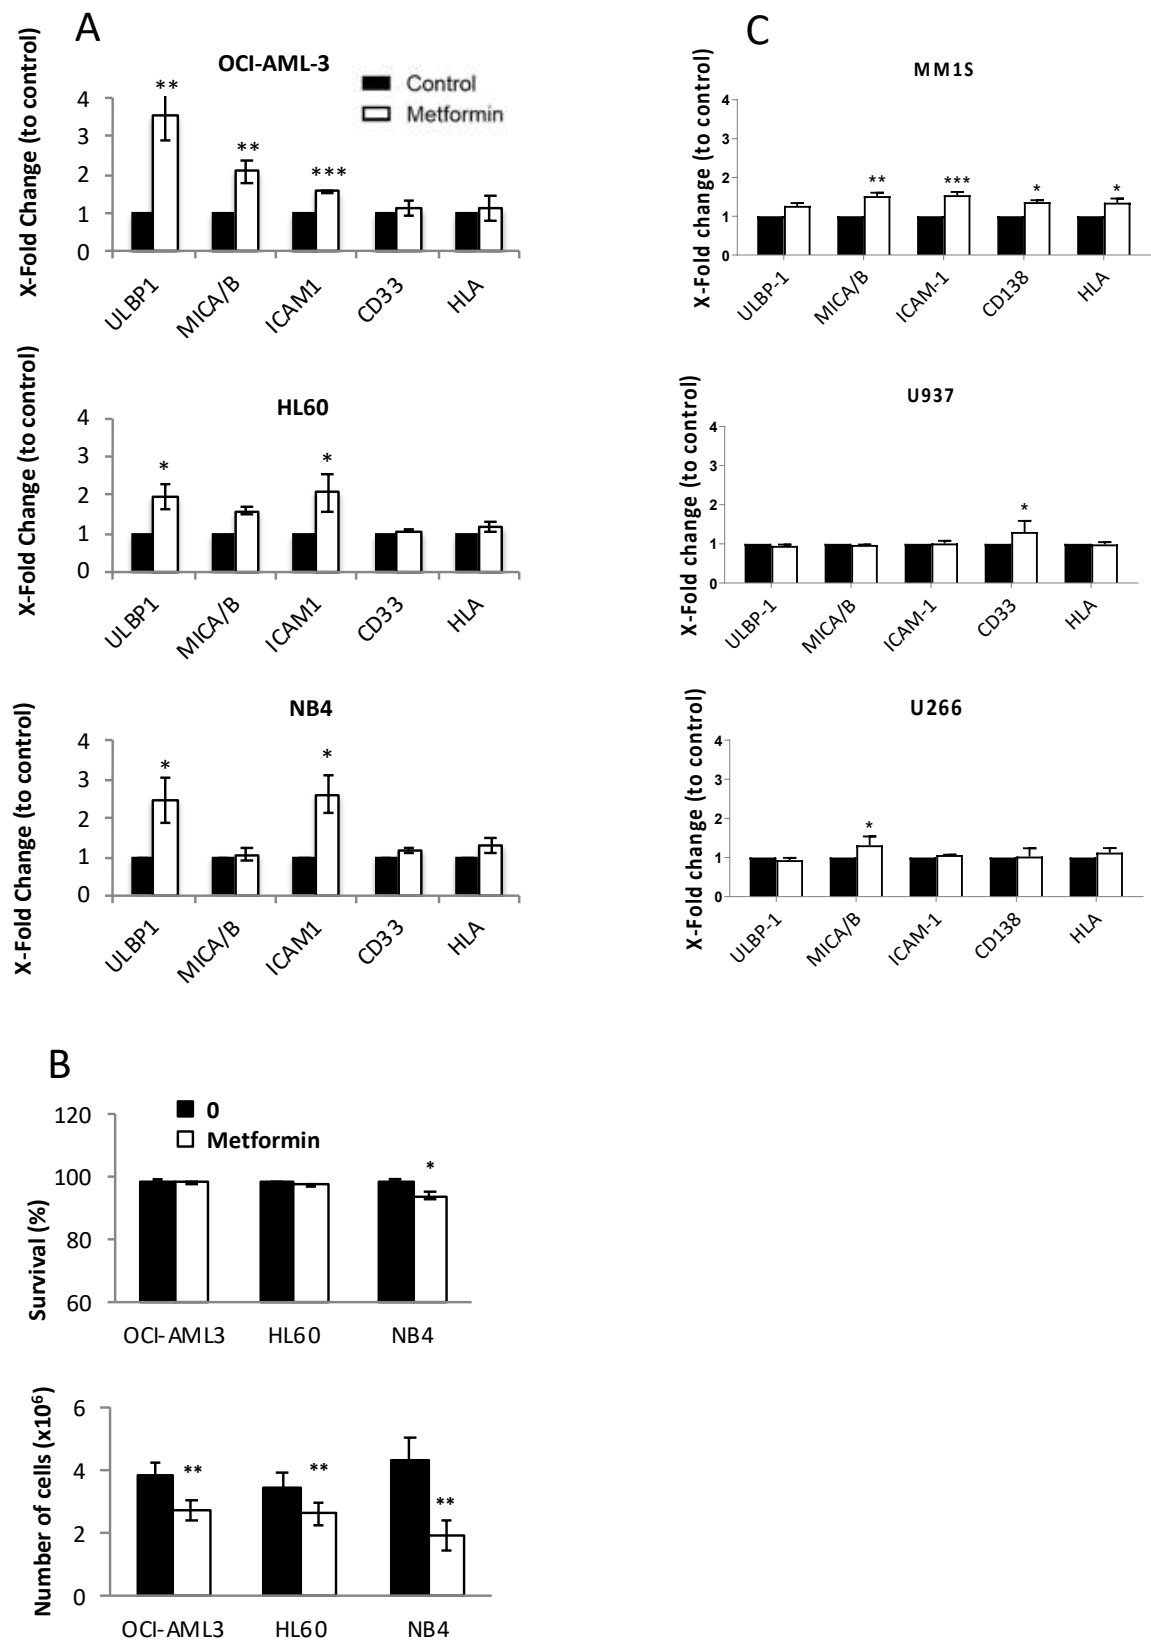 A
OCI-AML-3
Control
Metformin
X-Fold Change (to control)
**
**
***
4
3
2
1
0
ULBP1
MICA/B
ICAM1
CD33
HLA
HL60
X-Fold Change (to control)
*
*
4
3
2
1
0
ULBP1
MICA/B
ICAM1
CD33
HLA
NB4
X-Fold Change (to control)
*
*
4
3
2
1
0
ULBP1
MICA/B
ICAM1
CD33
HLA
B
0
Metformin
Survival (%)
*
120
100
80
60
OCI-AML3
HL60
NB4
Number of cells (x10⁶)
**
**
**
6
4
2
0
OCI-AML3
HL60
NB4
C
MM1S
X-Fold change (to control)
**
***
*
*
4
3
2
1
0
ULBP-1
MICA/B
ICAM-1
CD138
HLA
U937
X-Fold change (to control)
*
4
3
2
1
0
ULBP-1
MICA/B
ICAM-1
CD33
HLA
U266
X-Fold change (to control)
*
4
3
2
1
0
ULBP-1
MICA/B
ICAM-1
CD138
HLA